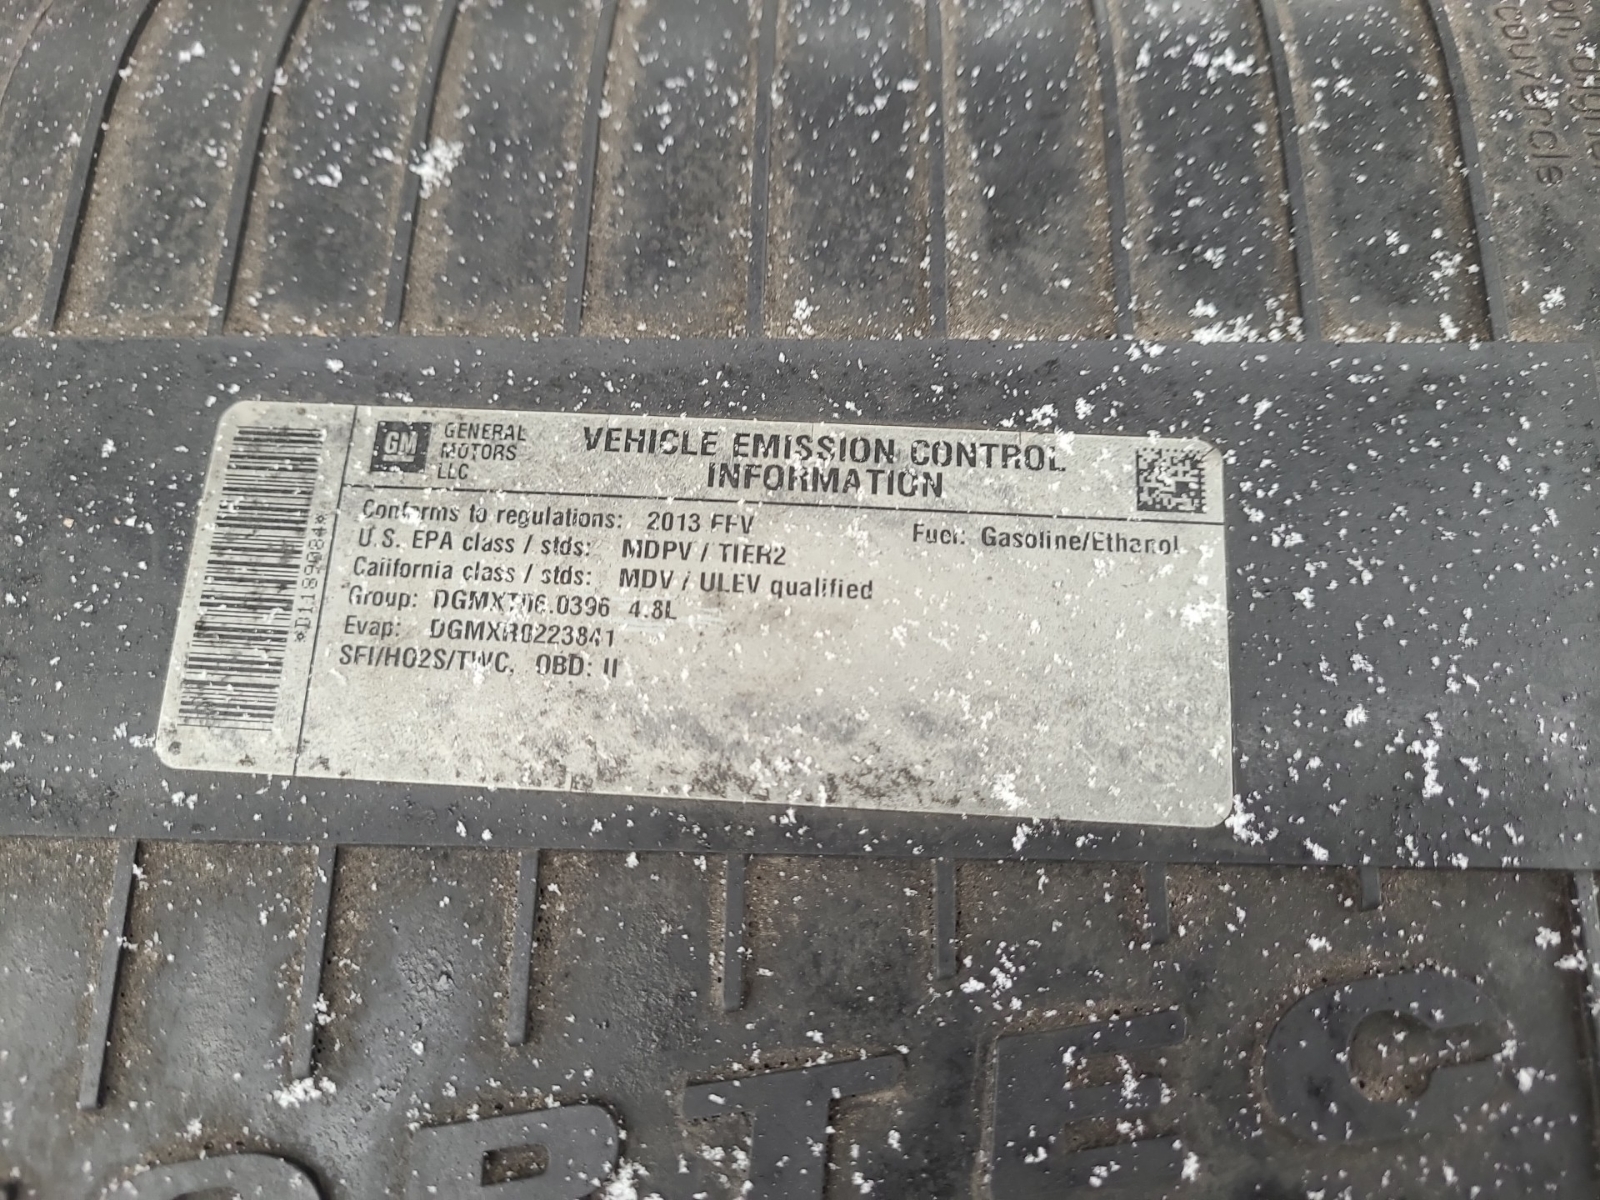 couvercle
GM
GENERAL
MOTORS
LLC
VEHICLE EMISSION CONTROL
INFORMATION
Conforms to regulations: 2013 FFV
Fuel: Gasoline/Ethanol
U.S. EPA class / stds: MDPV / TIER2
California class / stds: MDV / ULEV qualified
Group: DGMXT06.0396 4.8L
Evap: DGMXR0223841
SFI/HO2S/TWC, OBD: II
ORTEC